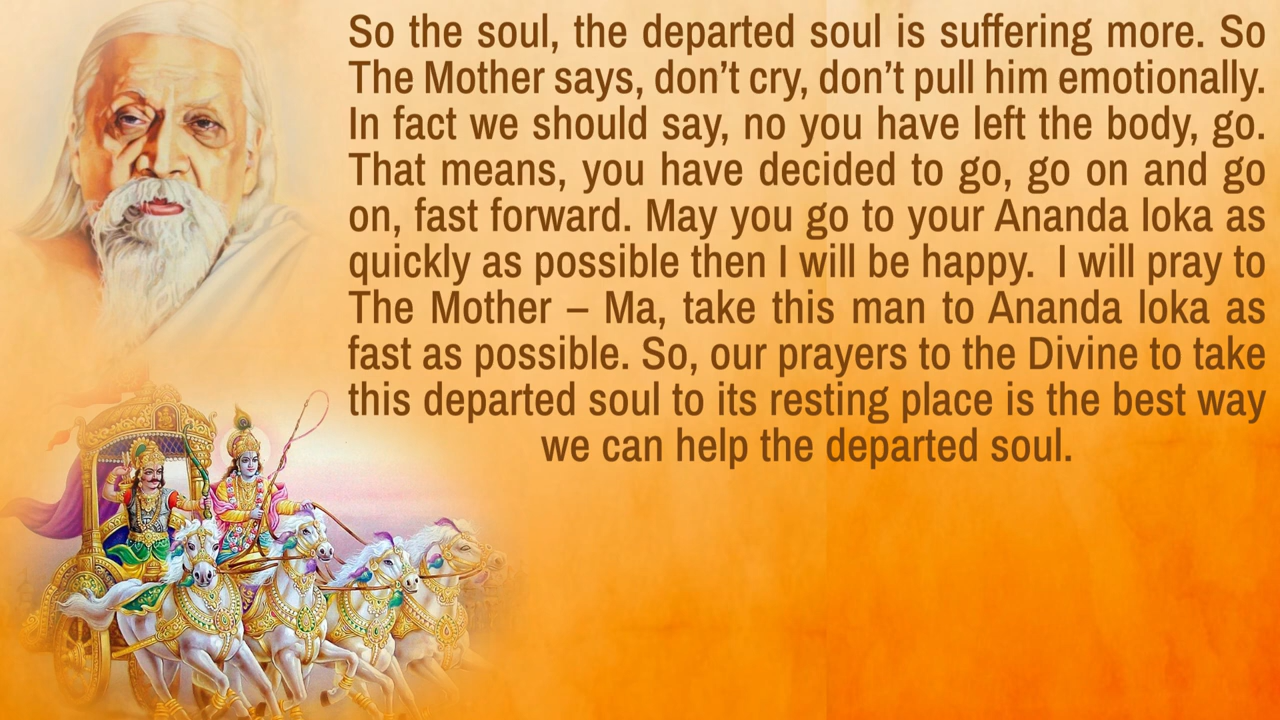 So the soul, the departed soul is suffering more. So
The Mother says, don’t cry, don’t pull him emotionally.
In fact we should say, no you have left the body, go.
That means, you have decided to go, go on and go
on, fast forward. May you go to your Ananda loka as
quickly as possible then I will be happy.  I will pray to
The Mother – Ma, take this man to Ananda loka as
fast as possible. So, our prayers to the Divine to take
this departed soul to its resting place is the best way
we can help the departed soul.